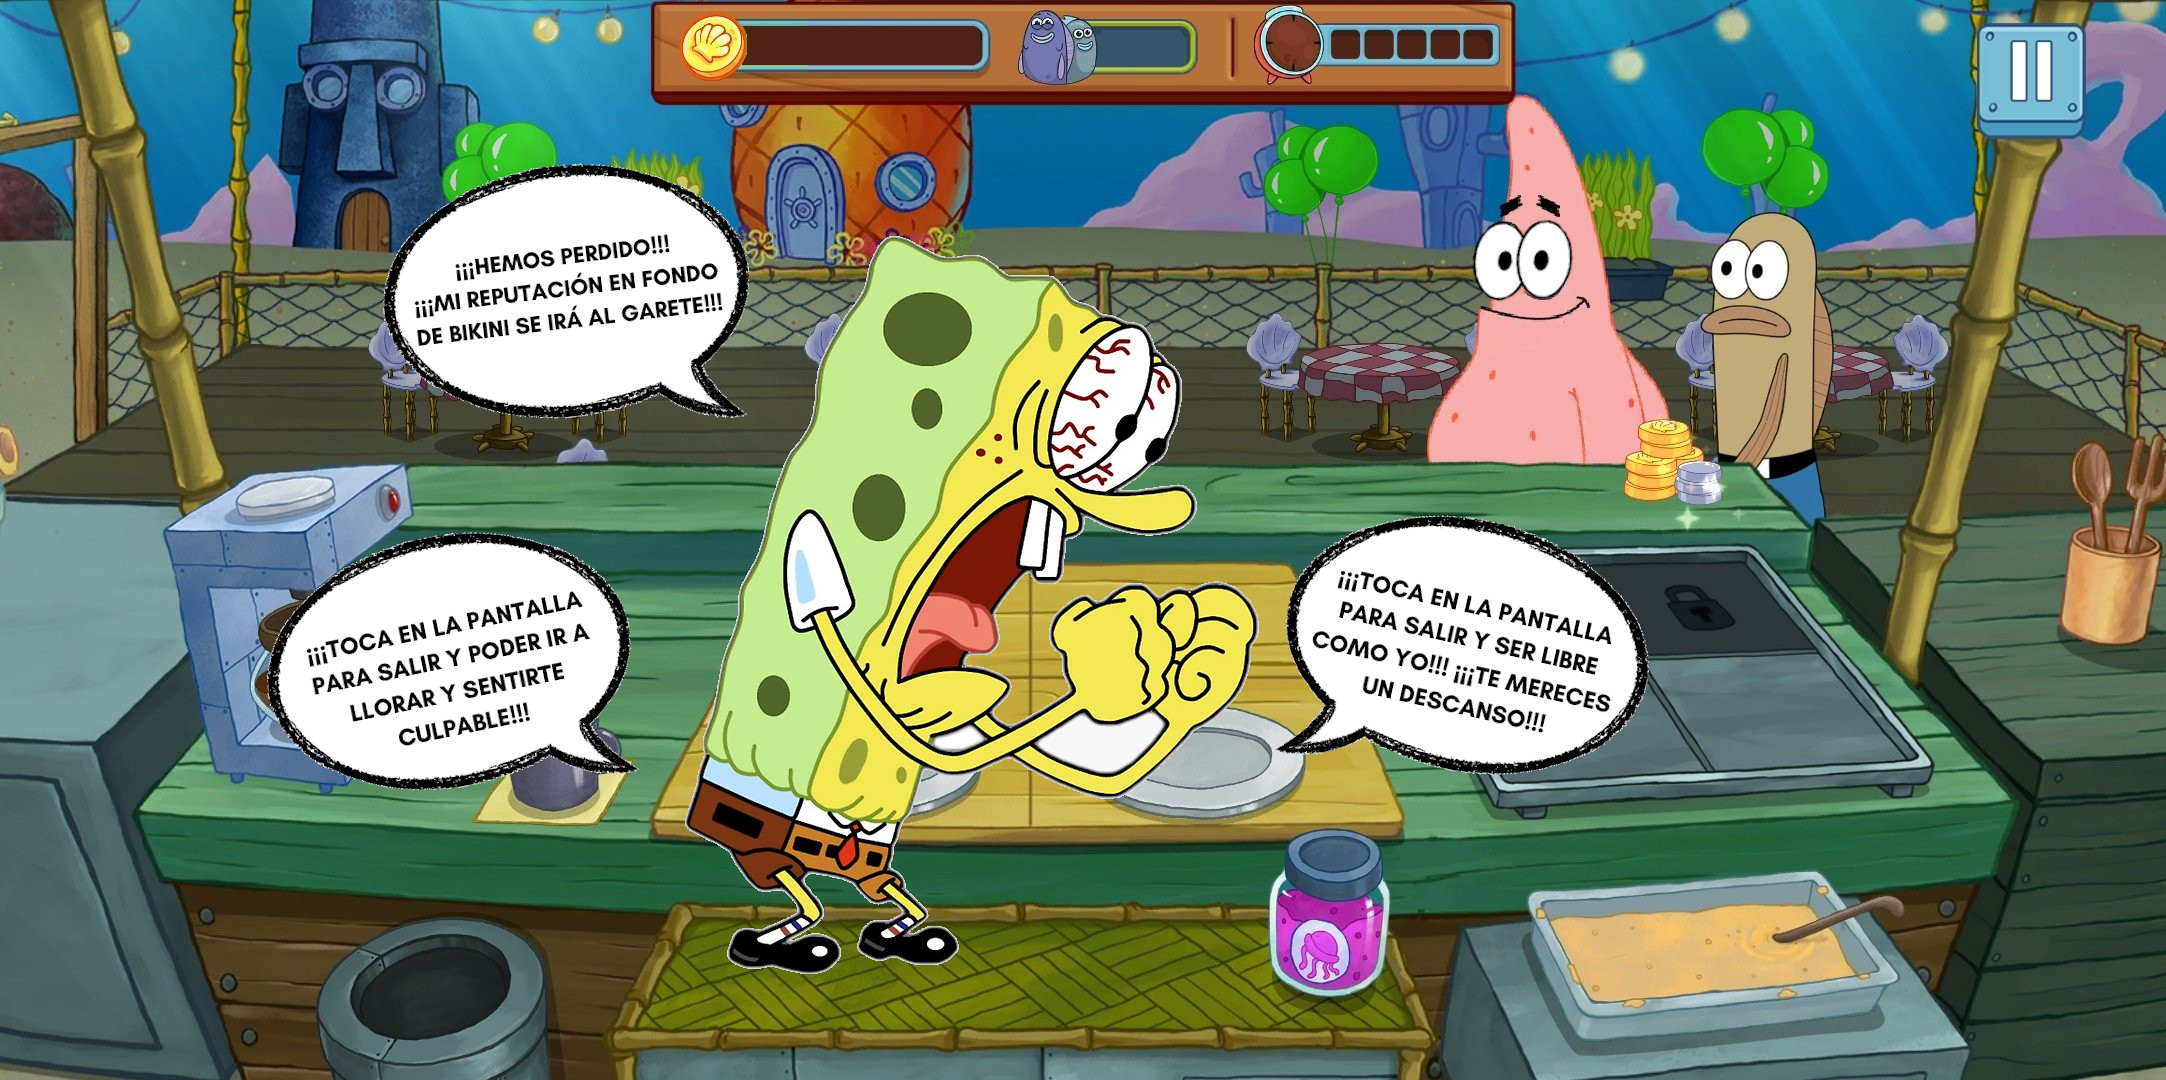 ¡¡¡HEMOS PERDIDO!!!
¡¡¡MI REPUTACIÓN EN FONDO
DE BIKINI SE IRÁ AL GARETE!!!
¡¡¡TOCA EN LA PANTALLA
PARA SALIR Y PODER IR A
LLORAR Y SENTIRTE
CULPABLE!!!
¡¡¡TOCA EN LA PANTALLA
PARA SALIR Y SER LIBRE
COMO YO!!! ¡¡¡TE MERECES
UN DESCANSO!!!